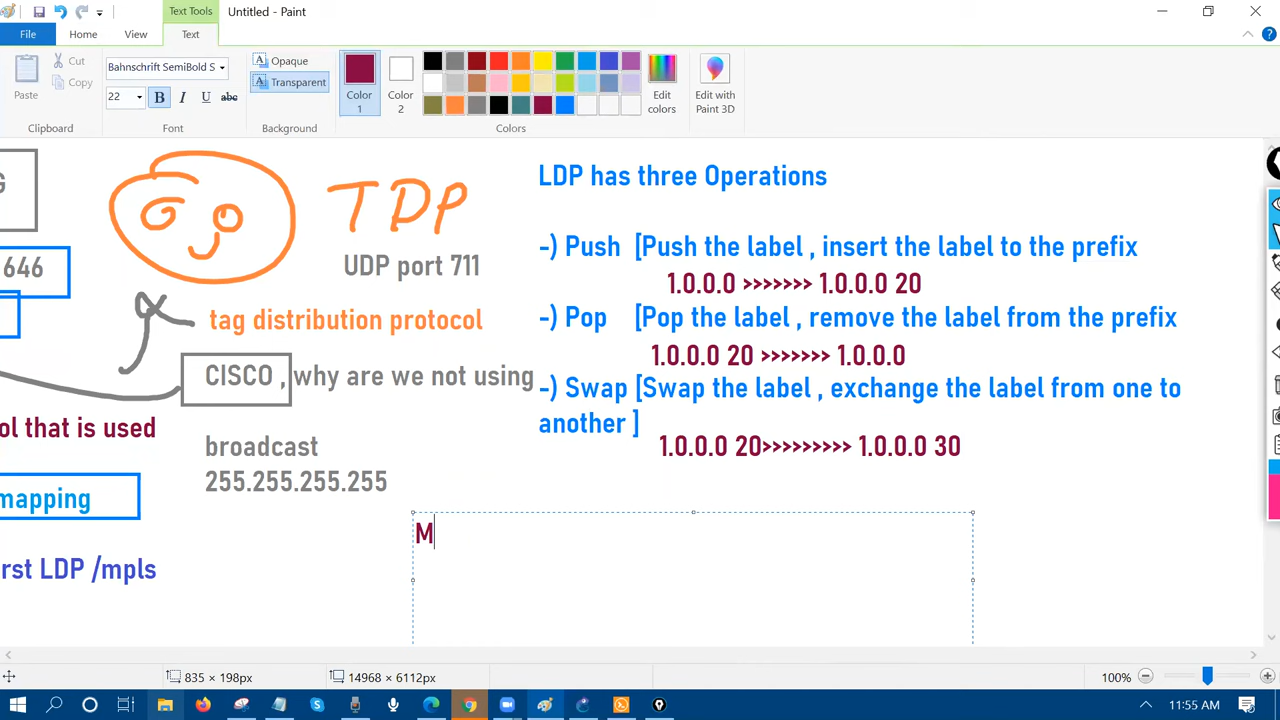 Text Tools
Untitled - Paint
File
Home
View
Text
Paste
Cut
Copy
Clipboard
Bahnschrift SemiBold S
22
B
I
U
abc
Font
Opaque
Transparent
Background
Color
1
Color
2
Edit
colors
Edit with
Paint 3D
Colors
G
646
TDP
UDP port 711
tag distribution protocol
CISCO , why are we not using
ol that is used
broadcast
255.255.255.255
mapping
rst LDP /mpls
LDP has three Operations
-) Push [Push the label , insert the label to the prefix
1.0.0.0 >>>>>>> 1.0.0.0 20
-) Pop [Pop the label , remove the label from the prefix
1.0.0.0 20 >>>>>>> 1.0.0.0
-) Swap [Swap the label , exchange the label from one to
another ]
1.0.0.0 20>>>>>>>>> 1.0.0.0 30
M
835 × 198px
14968 × 6112px
100%
11:55 AM